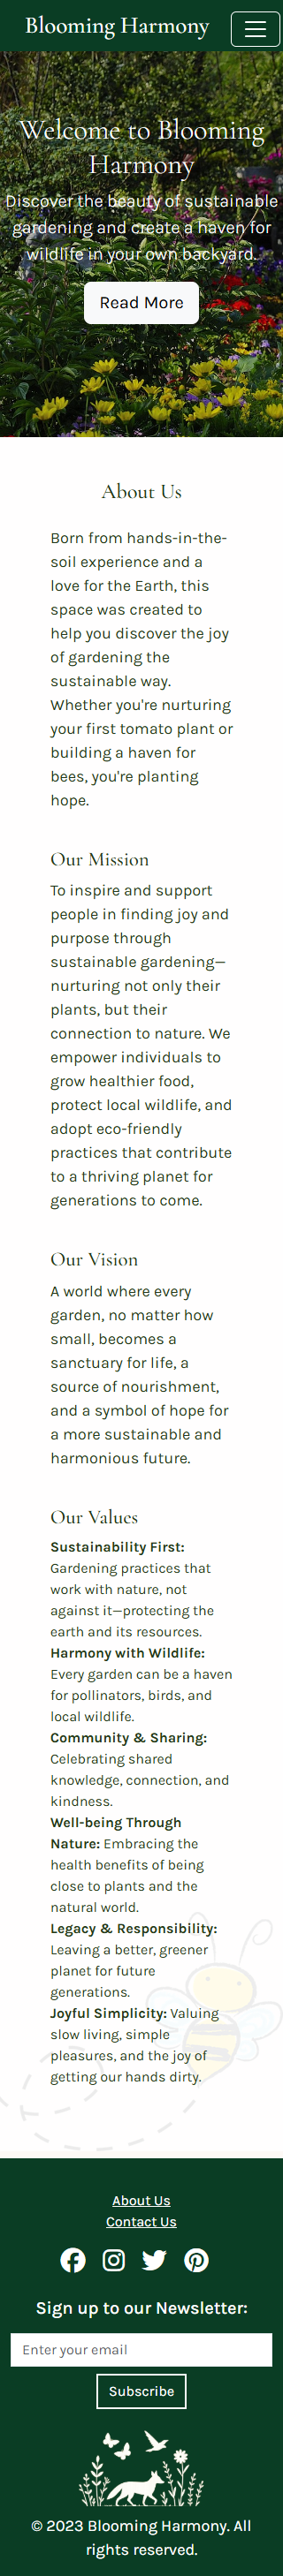 Blooming Harmony
Welcome to Blooming
Harmony
Discover the beauty of sustainable
gardening and create a haven for
wildlife in your own backyard.
Read More
About Us
Born from hands-in-the-
soil experience and a
love for the Earth, this
space was created to
help you discover the joy
of gardening the
sustainable way.
Whether you're nurturing
your first tomato plant or
building a haven for
bees, you're planting
hope.
Our Mission
To inspire and support
people in finding joy and
purpose through
sustainable gardening—
nurturing not only their
plants, but their
connection to nature. We
empower individuals to
grow healthier food,
protect local wildlife, and
adopt eco-friendly
practices that contribute
to a thriving planet for
generations to come.
Our Vision
A world where every
garden, no matter how
small, becomes a
sanctuary for life, a
source of nourishment,
and a symbol of hope for
a more sustainable and
harmonious future.
Our Values
Sustainability First:
Gardening practices that
work with nature, not
against it—protecting the
earth and its resources.
Harmony with Wildlife:
Every garden can be a haven
for pollinators, birds, and
local wildlife.
Community & Sharing:
Celebrating shared
knowledge, connection, and
kindness.
Well-being Through
Nature: Embracing the
health benefits of being
close to plants and the
natural world.
Legacy & Responsibility:
Leaving a better, greener
planet for future
generations.
Joyful Simplicity: Valuing
slow living, simple
pleasures, and the joy of
getting our hands dirty.
About Us
Contact Us
Sign up to our Newsletter:
Enter your email
Subscribe
© 2023 Blooming Harmony. All
rights reserved.